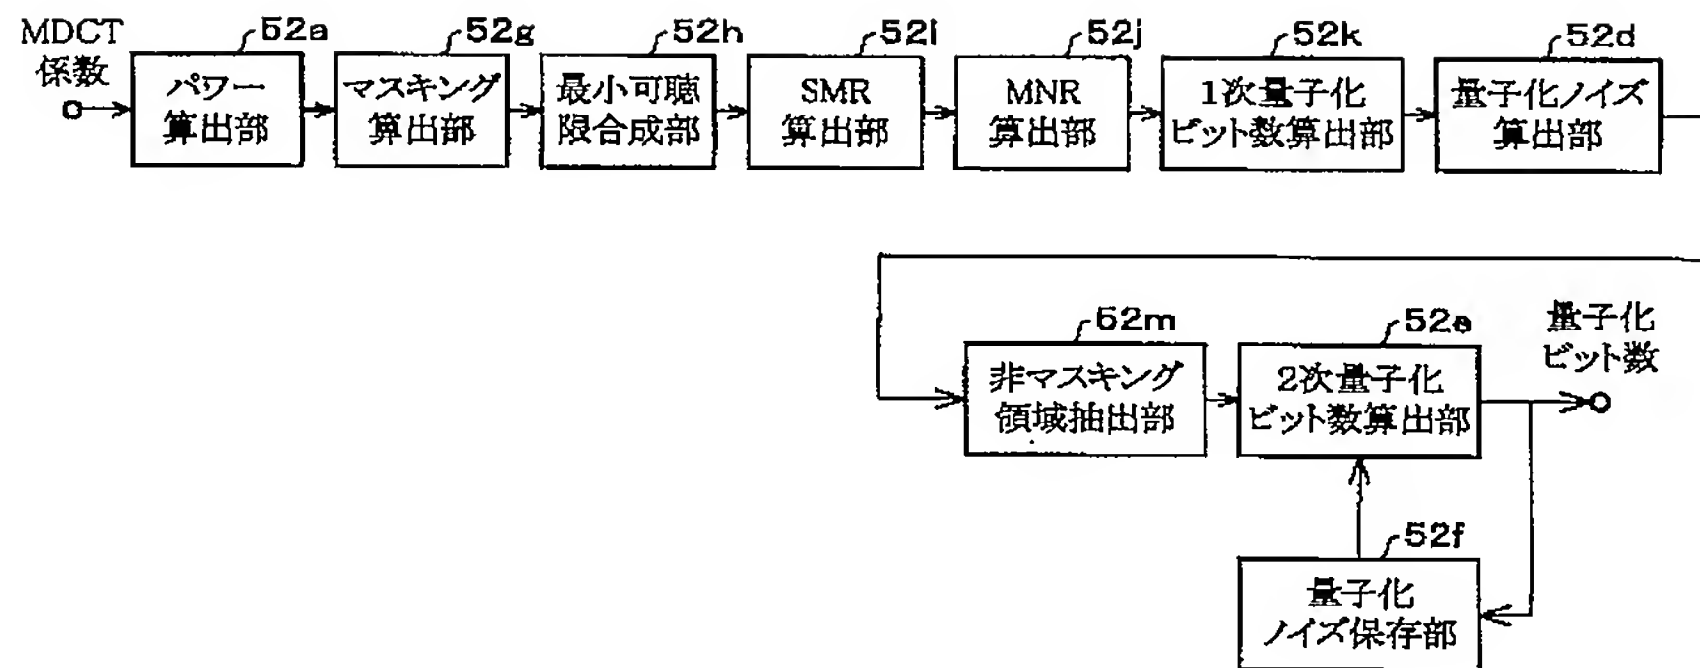 MDCT
係数
52a
パワー
算出部
52g
マスキング
算出部
52h
最小可聴
限合成部
52i
SMR
算出部
52j
MNR
算出部
52k
1次量子化
ビット数算出部
52d
量子化ノイズ
算出部
52m
非マスキング
領域抽出部
52e
2次量子化
ビット数算出部
量子化
ビット数
52f
量子化
ノイズ保存部